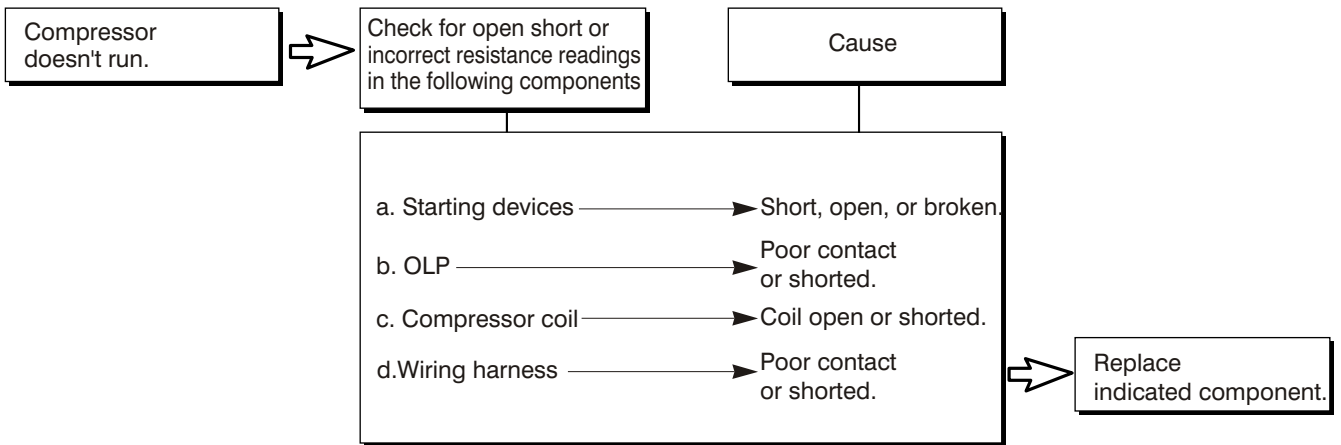 Compressor
doesn't run.
Check for open short or
incorrect resistance readings
in the following components
Cause
a. Starting devices
Short, open, or broken.
b. OLP
Poor contact
or shorted.
c. Compressor coil
Coil open or shorted.
d.Wiring harness
Poor contact
or shorted.
Replace
indicated component.